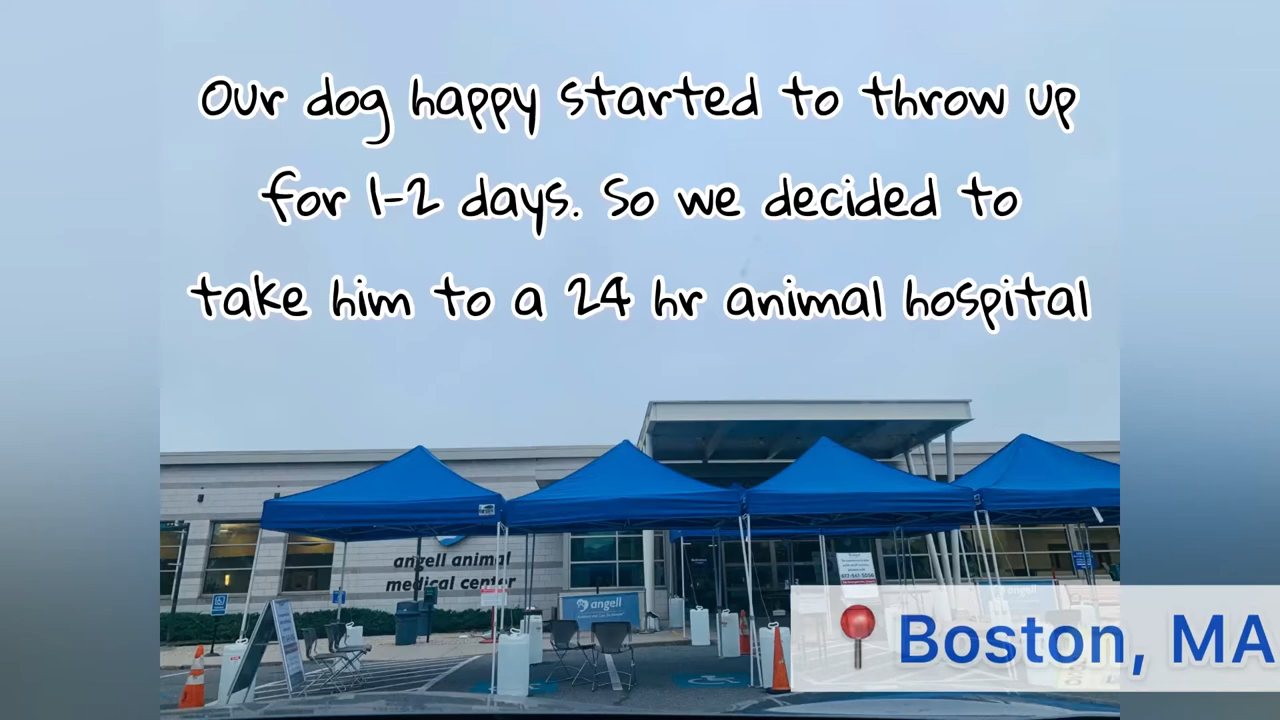 Our dog happy started to throw up
for 1-2 days. So we decided to
take him to a 24 hr animal hospital
angell animal
medical center
angell
Boston, MA